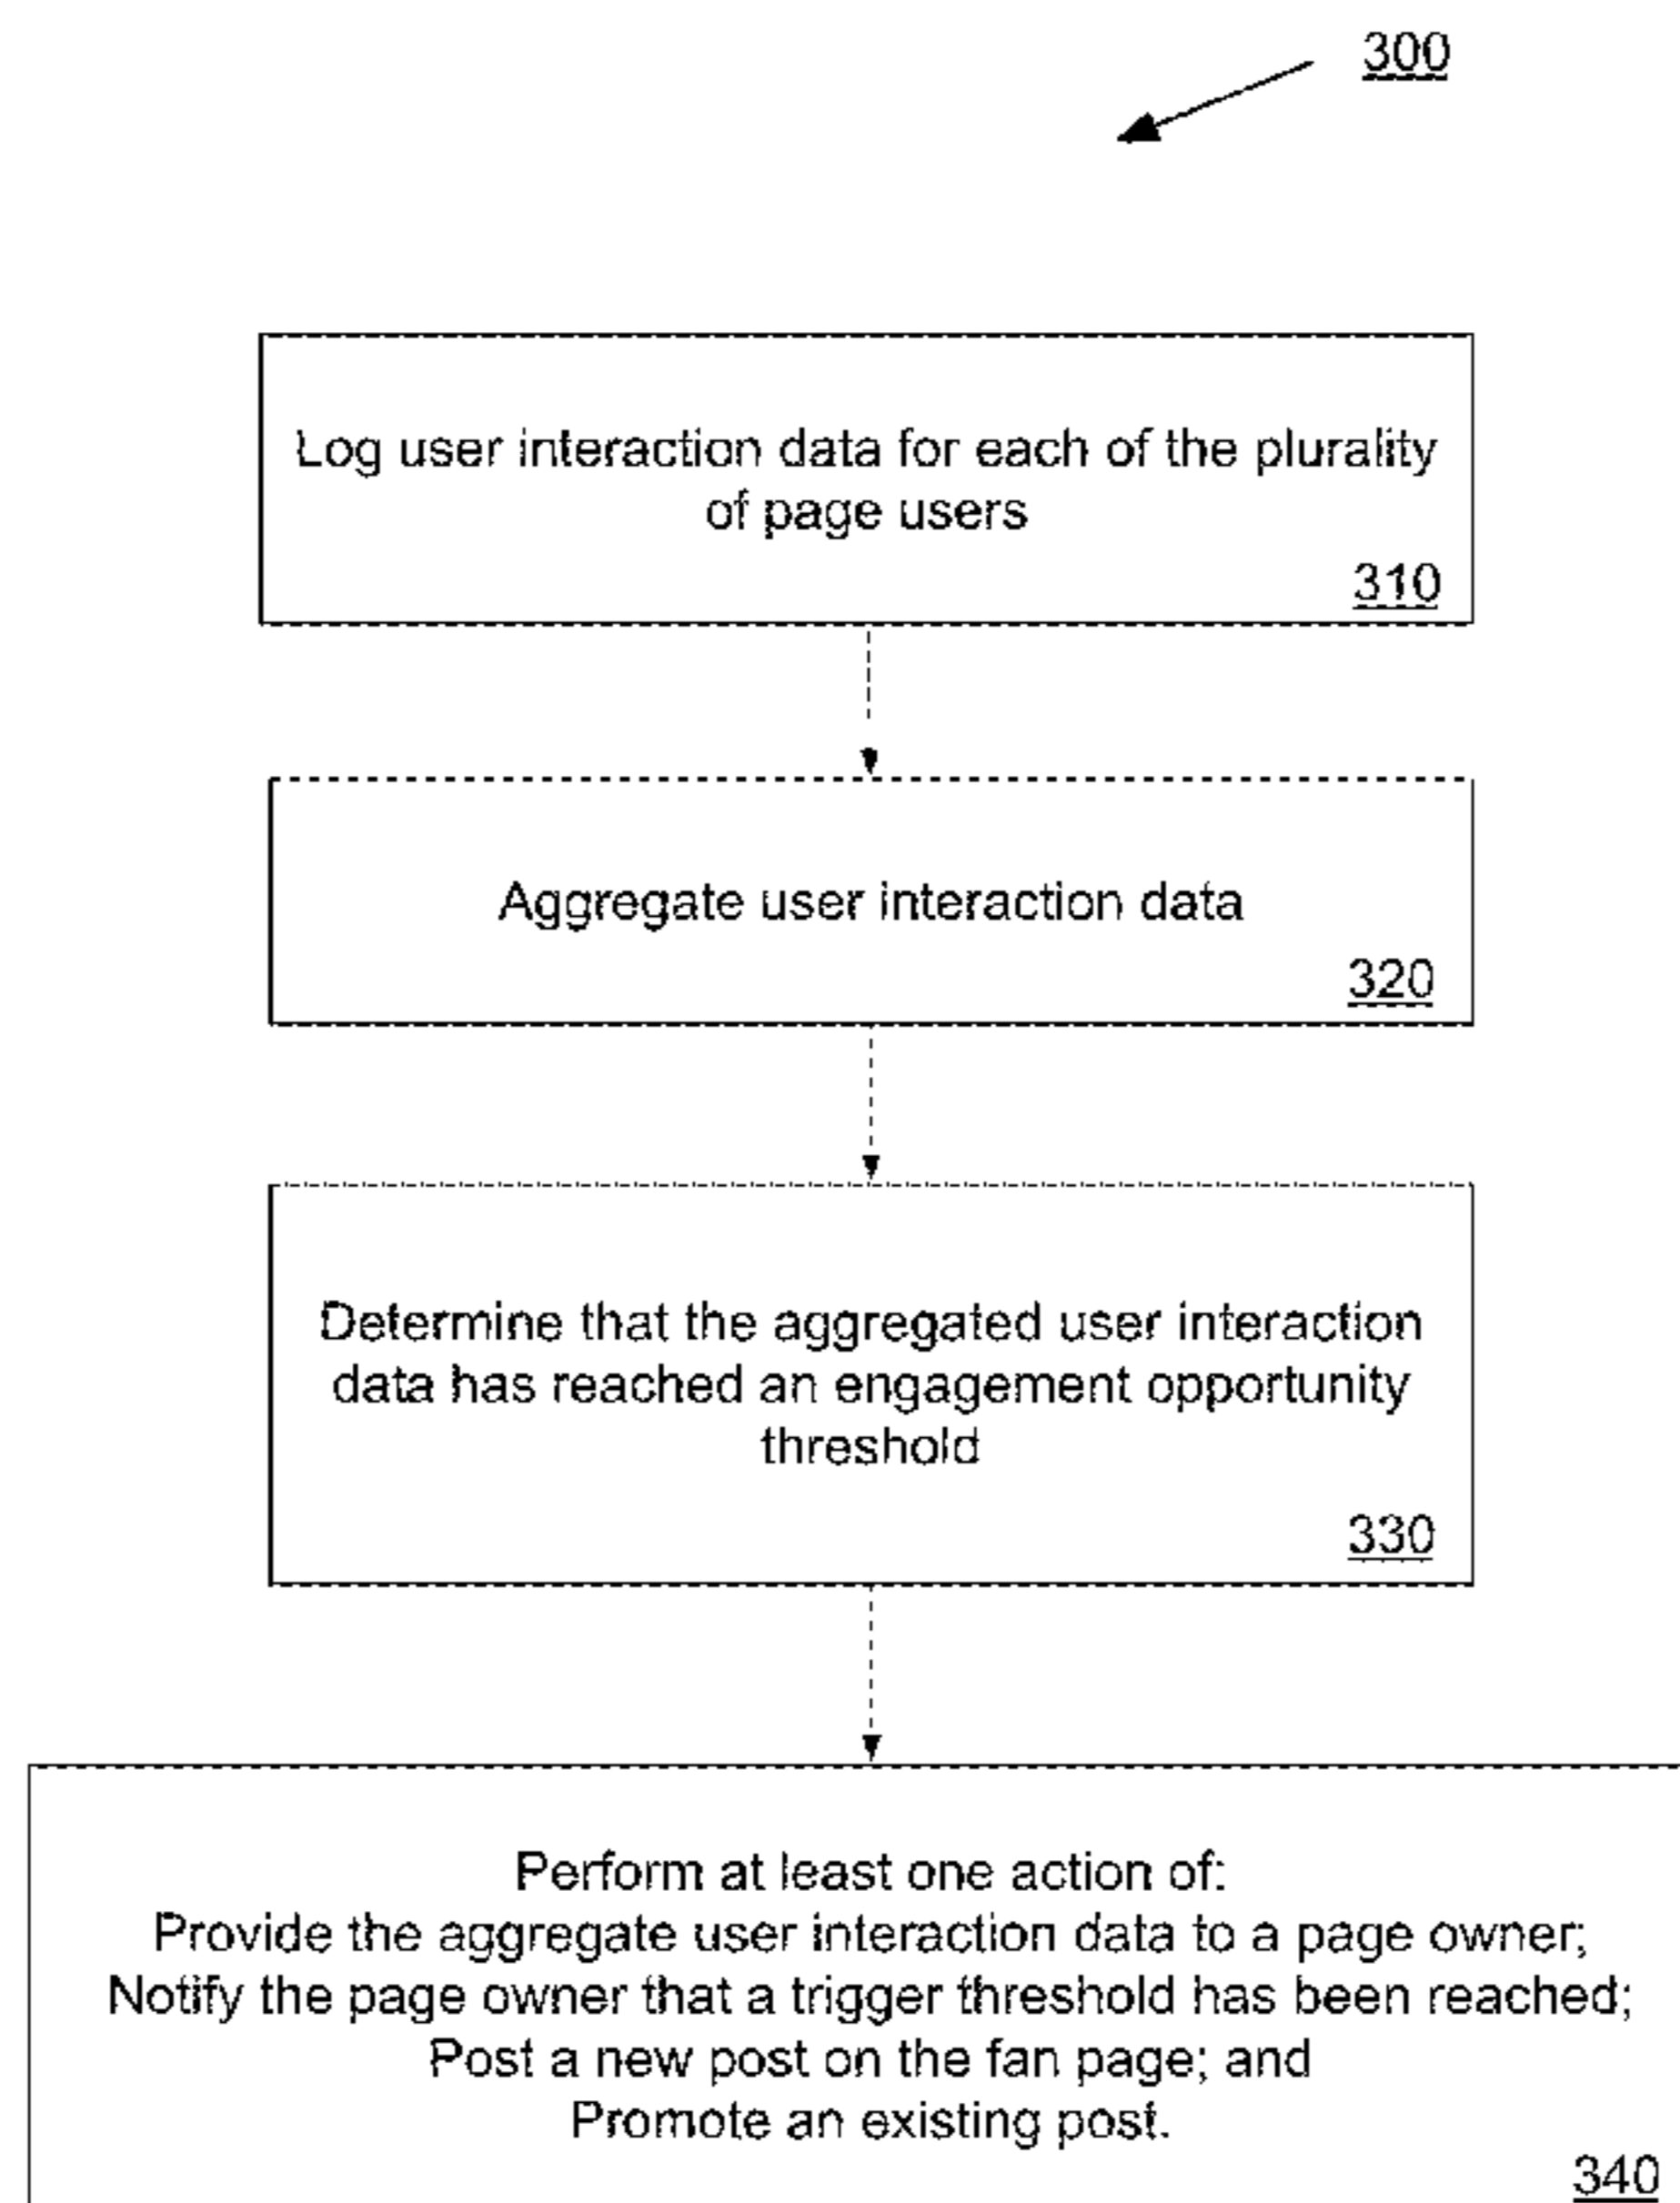 300
Log user interaction data for each of the plurality
of page users
310
Aggregate user interaction data
320
Determine that the aggregated user interaction
data has reached an engagement opportunity
threshold
330
Perform at least one action of:
Provide the aggregate user interaction data to a page owner;
Notify the page owner that a trigger threshold has been reached;
Post a new post on the fan page; and
Promote an existing post.
340